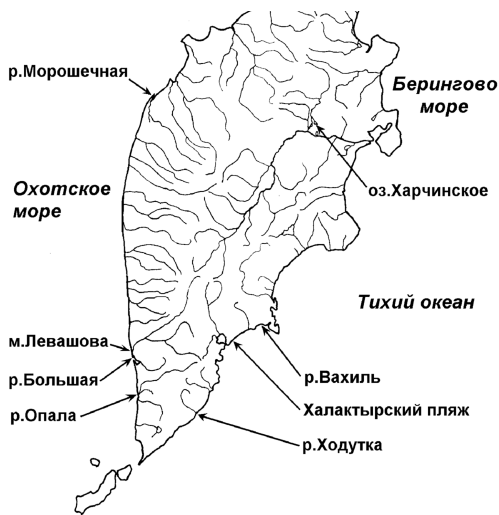 р.Морошечная
Берингово
море
Охотское
море
оз.Харчинское
Тихий океан
м.Левашова
р.Большая
р.Вахиль
р.Опала
Халактырский пляж
р.Ходутка